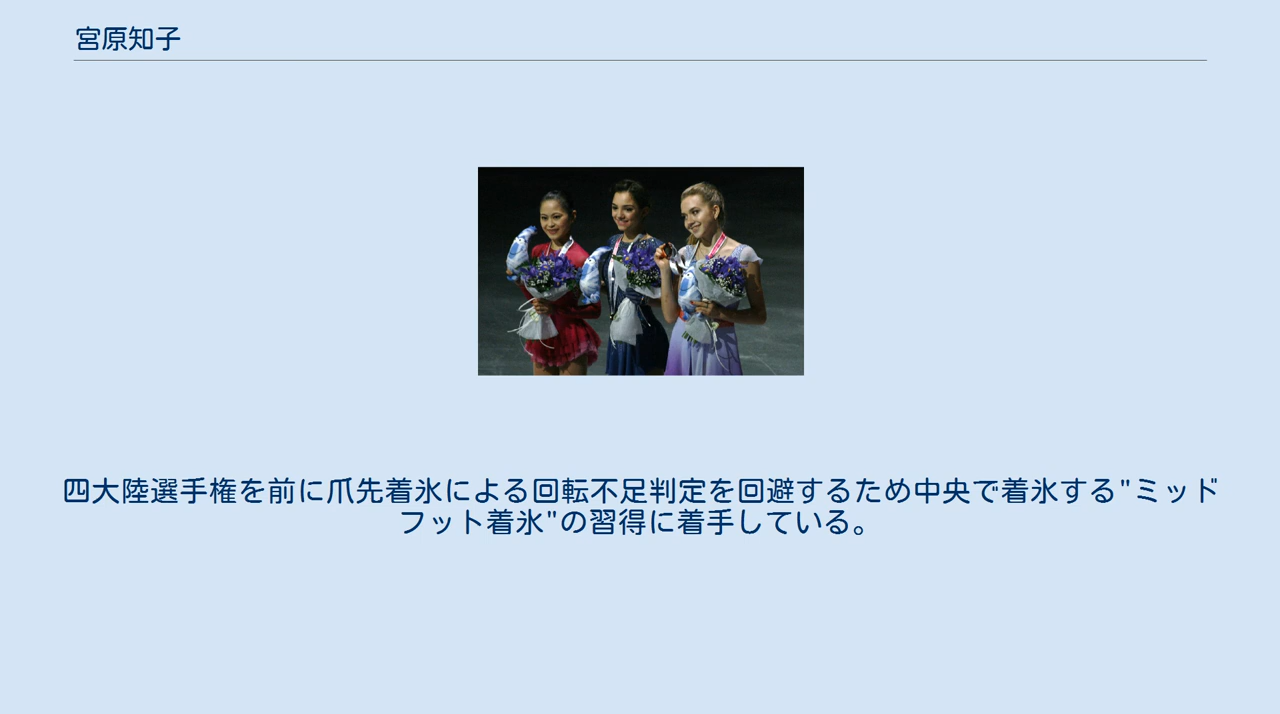 宮原知子
四大陸選手権を前に爪先着氷による回転不足判定を回避するため中央で着氷する"ミッド
フット着氷"の習得に着手している。